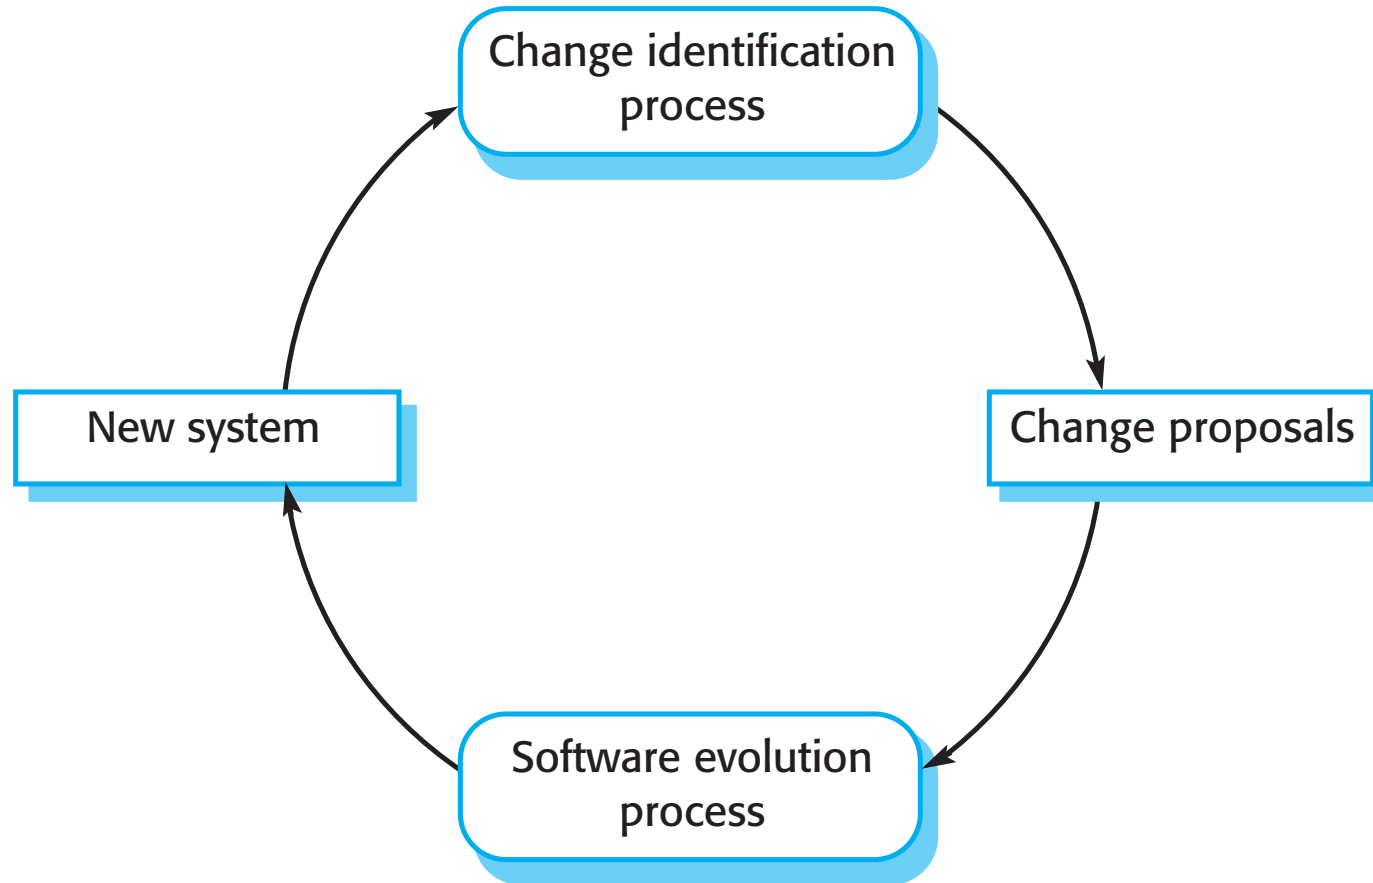 Change identification
process
New system
Change proposals
Software evolution
process